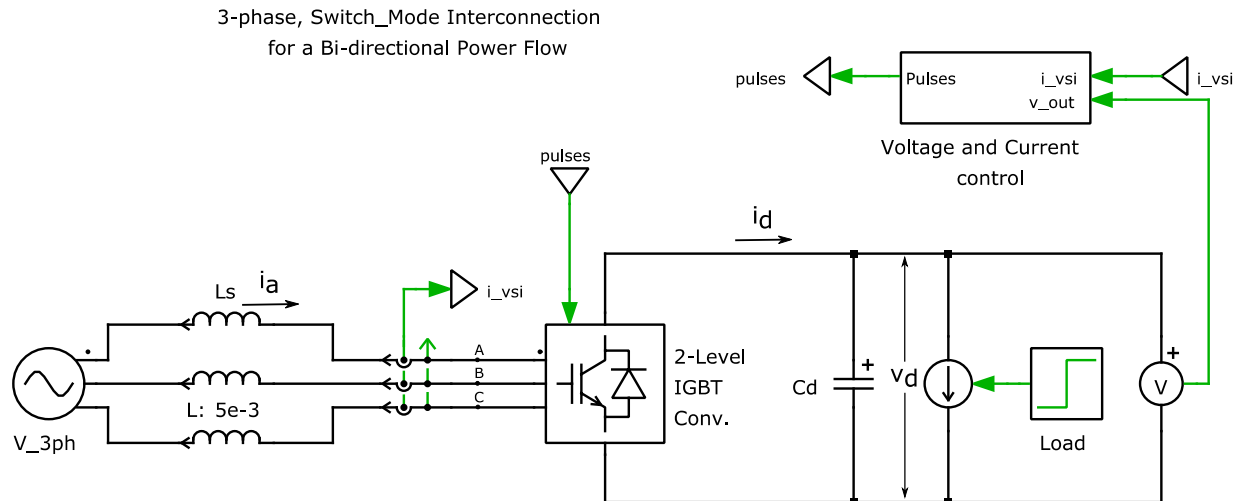 3-phase, Switch_Mode Interconnection
for a Bi-directional Power Flow
pulses
Pulses
i_vsi
v_out
i_vsi
Voltage and Current
control
pulses
id
Ls
ia
i_vsi
A
B
C
2-Level
IGBT
Conv.
L: 5e-3
V_3ph
Cd
+
vd
Load
+
V